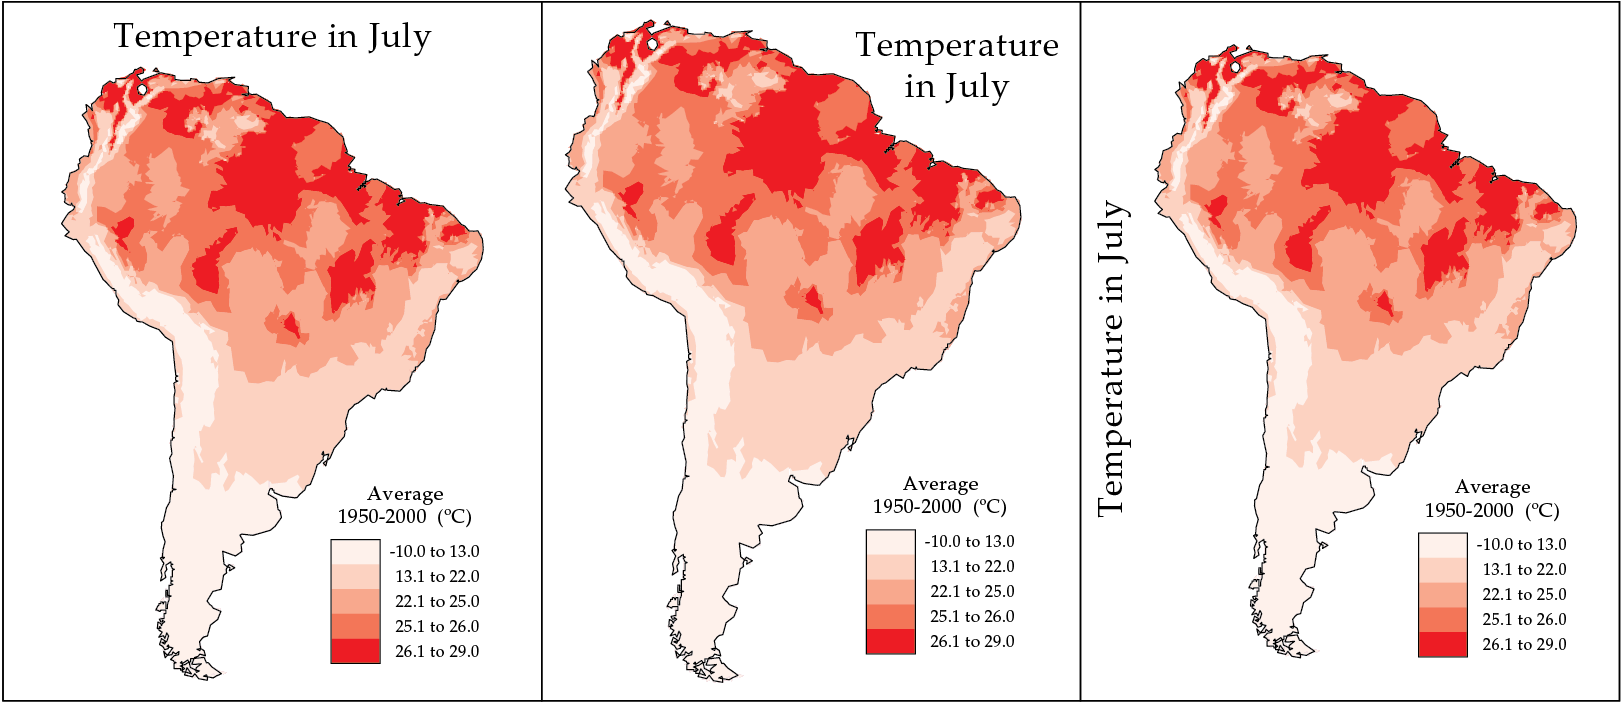 Temperature in July
Average
1950-2000 (ºC)
-10.0 to 13.0
13.1 to 22.0
22.1 to 25.0
25.1 to 26.0
26.1 to 29.0
Temperature
in July
Average
1950-2000 (ºC)
-10.0 to 13.0
13.1 to 22.0
22.1 to 25.0
25.1 to 26.0
26.1 to 29.0
Temperature in July
Average
1950-2000 (ºC)
-10.0 to 13.0
13.1 to 22.0
22.1 to 25.0
25.1 to 26.0
26.1 to 29.0